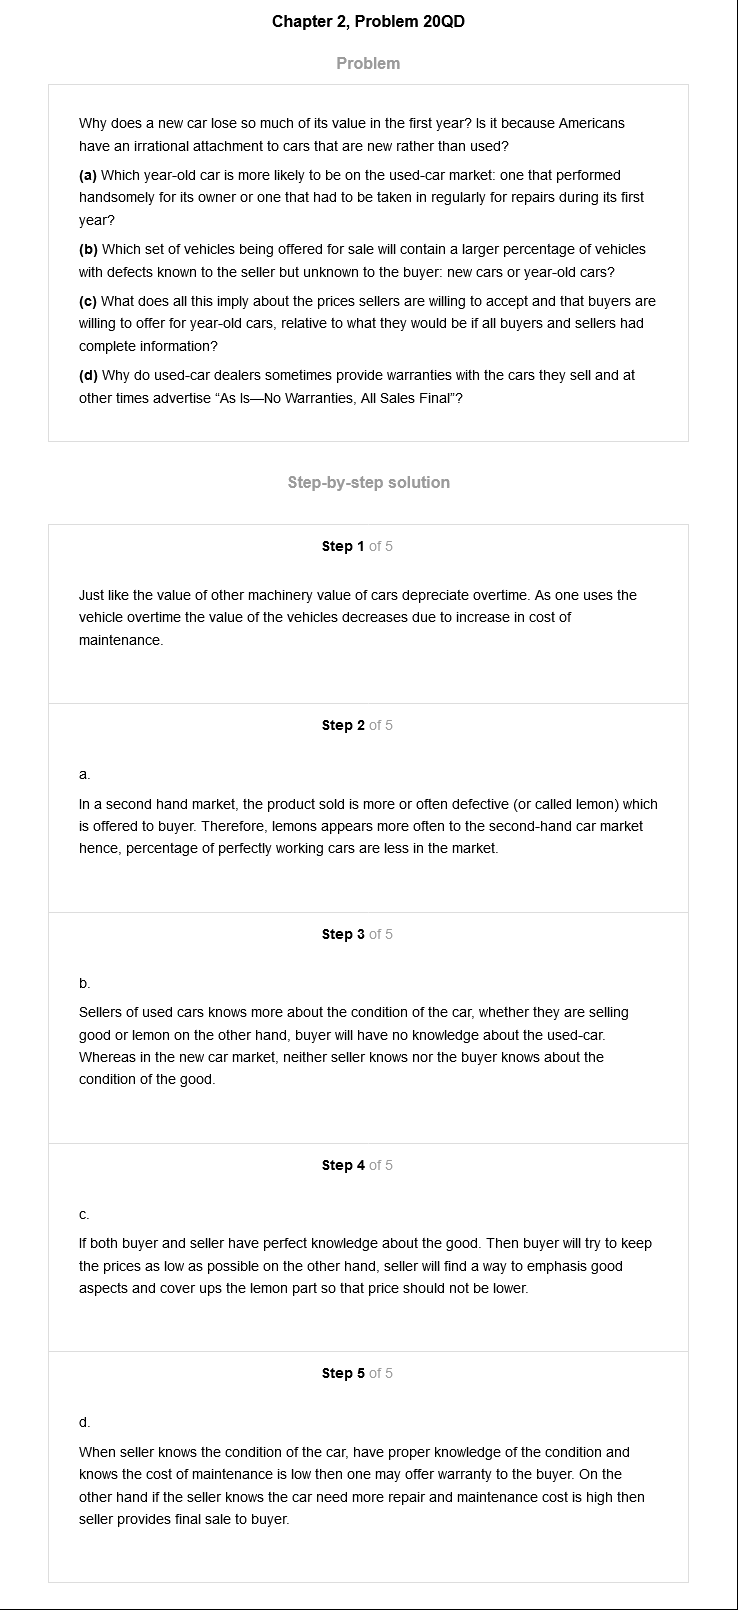 Chapter 2, Problem 20QD
Problem
Why does a new car lose so much of its value in the first year? Is it because Americans
have an irrational attachment to cars that are new rather than used?
(a) Which year-old car is more likely to be on the used-car market: one that performed
handsomely for its owner or one that had to be taken in regularly for repairs during its first
year?
(b) Which set of vehicles being offered for sale will contain a larger percentage of vehicles
with defects known to the seller but unknown to the buyer: new cars or year-old cars?
(c) What does all this imply about the prices sellers are willing to accept and that buyers are
willing to offer for year-old cars, relative to what they would be if all buyers and sellers had
complete information?
(d) Why do used-car dealers sometimes provide warranties with the cars they sell and at
other times advertise “As Is—No Warranties, All Sales Final”?
Step-by-step solution
Step 1 of 5
Just like the value of other machinery value of cars depreciate overtime. As one uses the
vehicle overtime the value of the vehicles decreases due to increase in cost of
maintenance.
Step 2 of 5
a.
In a second hand market, the product sold is more or often defective (or called lemon) which
is offered to buyer. Therefore, lemons appears more often to the second-hand car market
hence, percentage of perfectly working cars are less in the market.
Step 3 of 5
b.
Sellers of used cars knows more about the condition of the car, whether they are selling
good or lemon on the other hand, buyer will have no knowledge about the used-car.
Whereas in the new car market, neither seller knows nor the buyer knows about the
condition of the good.
Step 4 of 5
c.
If both buyer and seller have perfect knowledge about the good. Then buyer will try to keep
the prices as low as possible on the other hand, seller will find a way to emphasis good
aspects and cover ups the lemon part so that price should not be lower.
Step 5 of 5
d.
When seller knows the condition of the car, have proper knowledge of the condition and
knows the cost of maintenance is low then one may offer warranty to the buyer. On the
other hand if the seller knows the car need more repair and maintenance cost is high then
seller provides final sale to buyer.